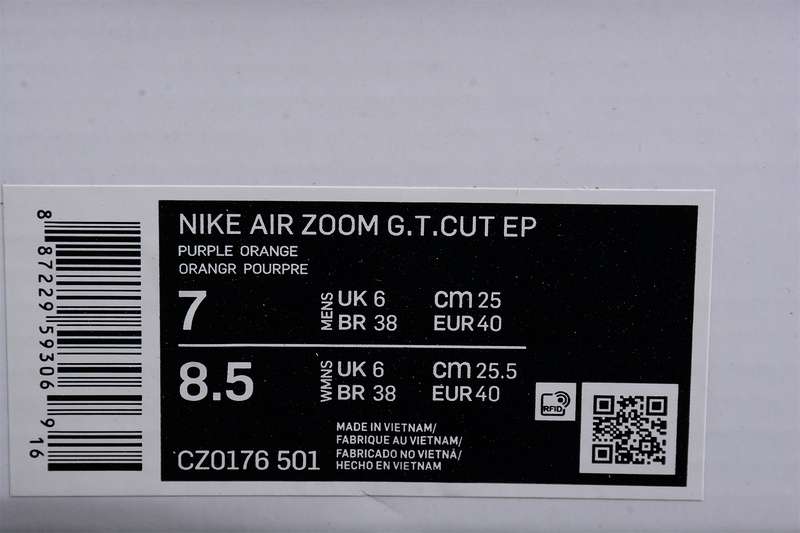 8 87229 59306 9 16
NIKE AIR ZOOM G.T.CUT EP
PURPLE ORANGE
ORANGR POURPRE
7 MENS UK 6 cm 25
BR 38 EUR 40
8.5 WMNS UK 6 cm 25.5
BR 38 EUR 40
RFID
MADE IN VIETNAM/
FABRIQUE AU VIETNAM/
FABRICADO NO VIETNÃ/
HECHO EN VIETNAM
CZ0176 501